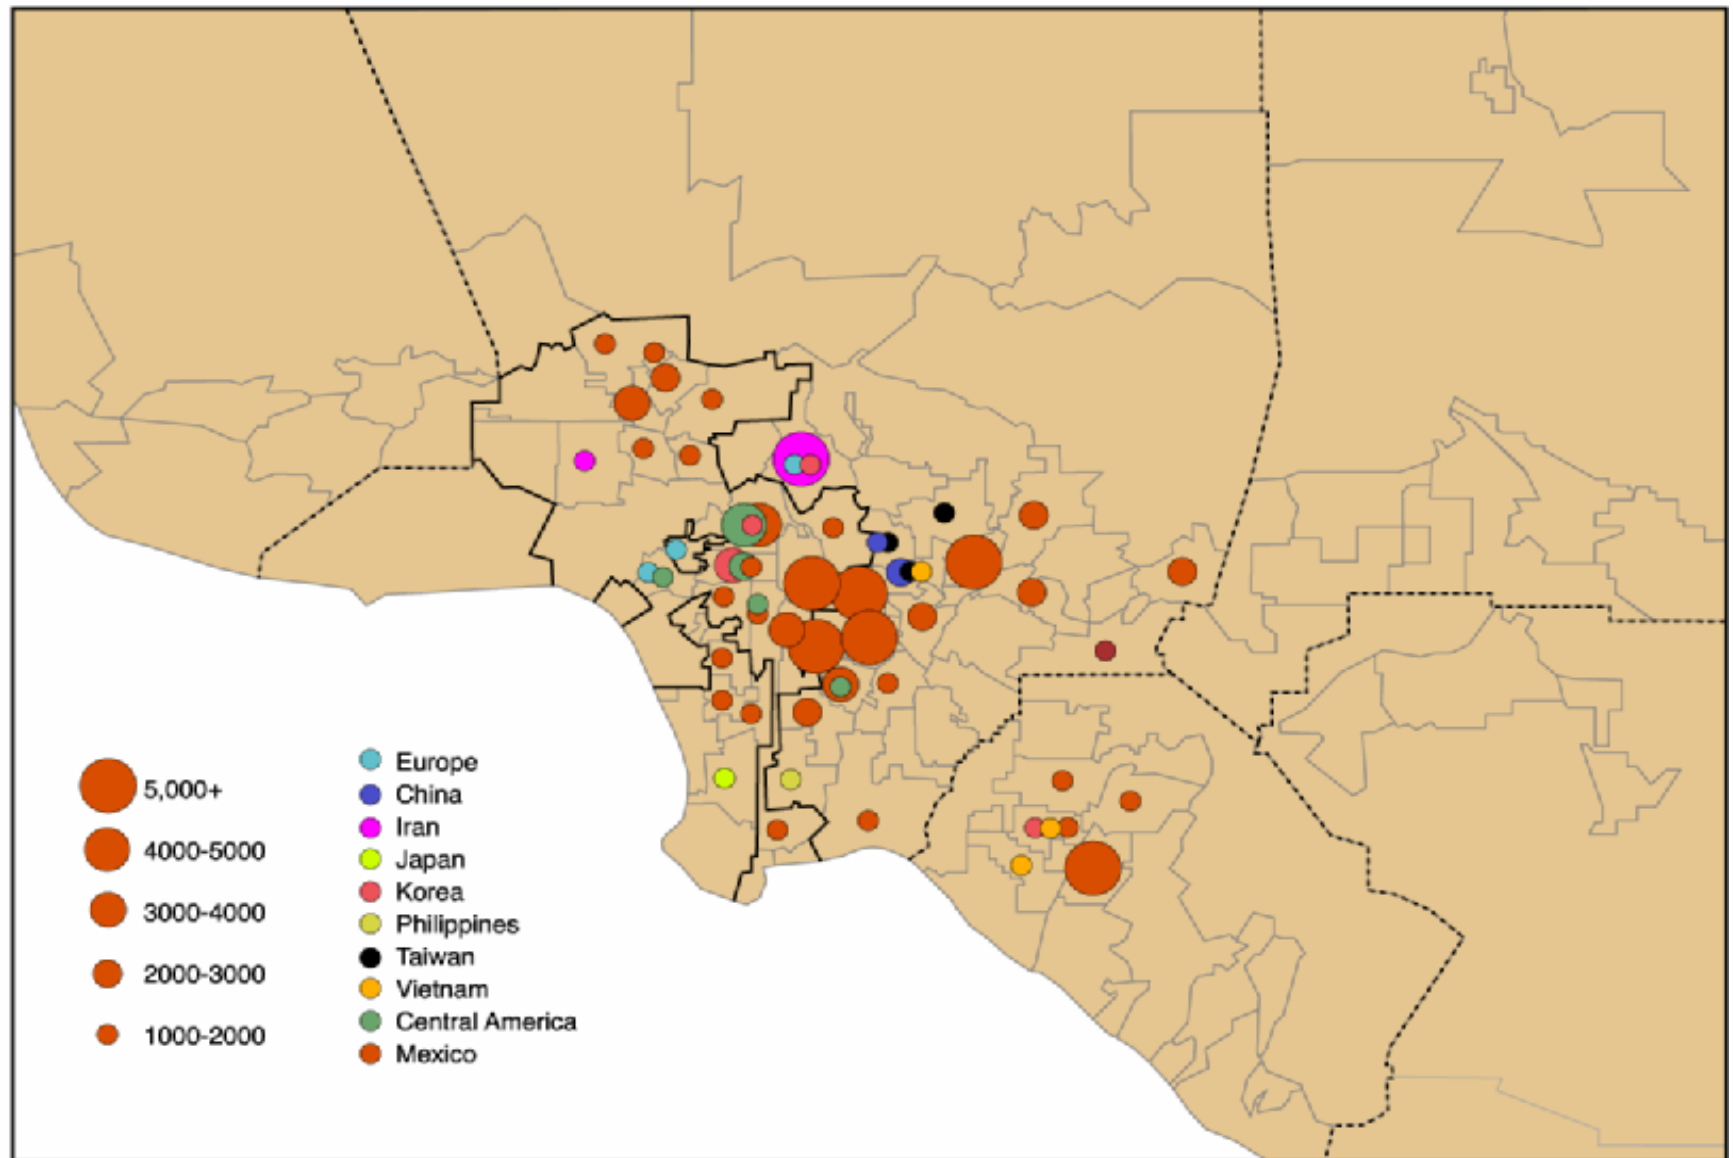 5,000+
4000-5000
3000-4000
2000-3000
1000-2000
Europe
China
Iran
Japan
Korea
Philippines
Taiwan
Vietnam
Central America
Mexico